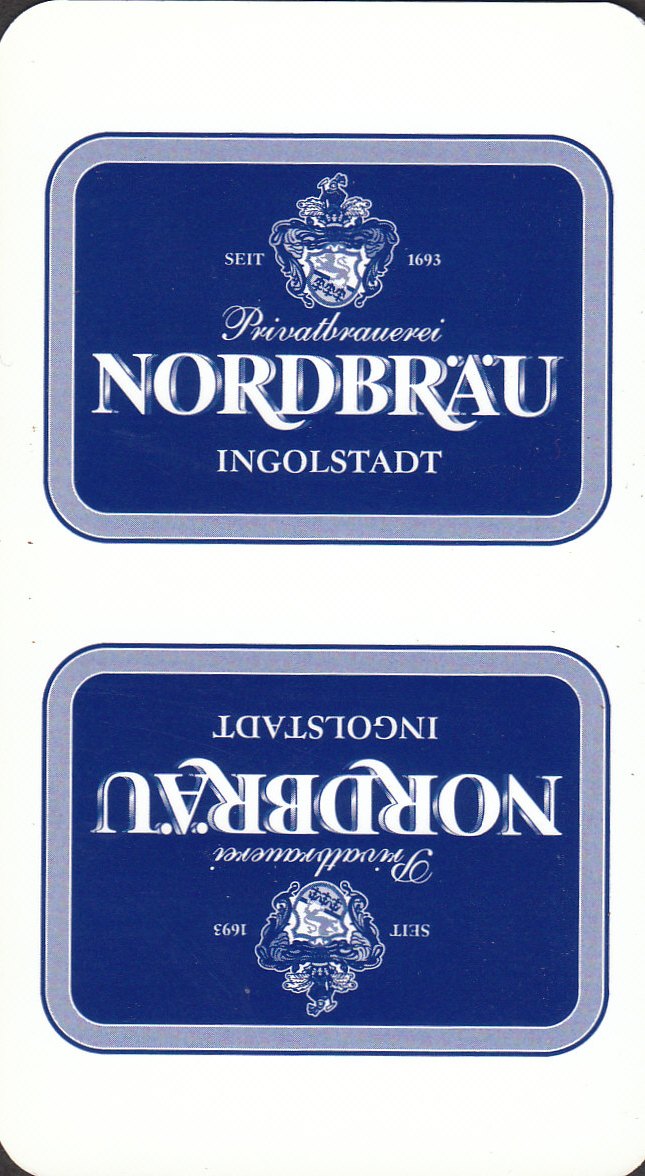 SEIT 1693
Privatbrauerei
NORDBRÄU
INGOLSTADT
SEIT 1693
Privatbrauerei
NORDBRÄU
INGOLSTADT